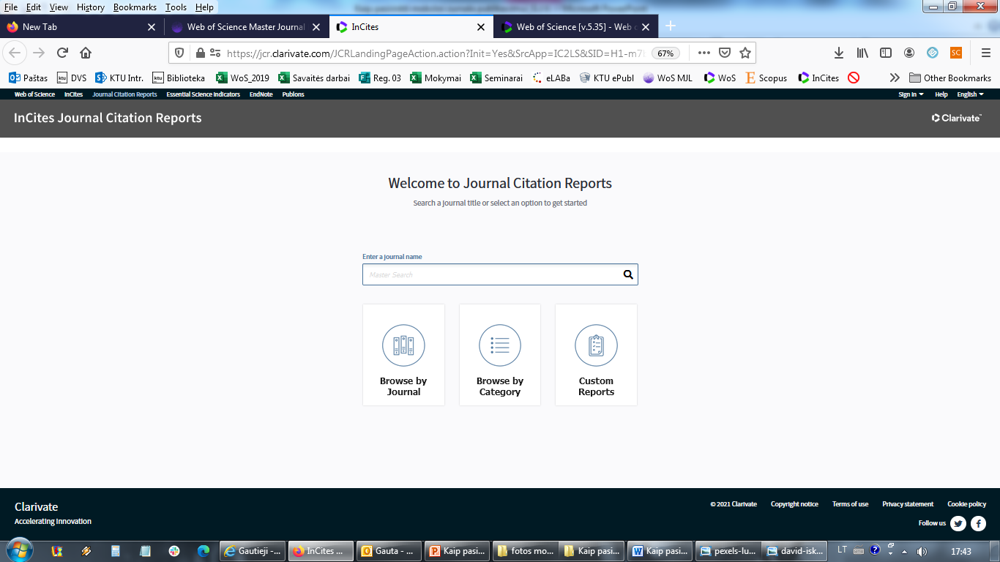 File Edit View History Bookmarks Tools Help
New Tab
Web of Science Master Journal
InCites
Web of Science [v.5.35] - Web o
https://jcr.clarivate.com/JCRLandingPageAction.action?Init=Yes&SrcApp=IC2LS&SID=H1-m7
67%
SC
Paštas
ktu DVS
KTU Intr.
ktu Biblioteka
WoS_2019
Savaitės darbai
Reg. 03
Mokymai
Seminarai
eLABa
KTU ePubl
WoS MJL
WoS
Scopus
InCites
Other Bookmarks
Web of Science InCites Journal Citation Reports Essential Science Indicators EndNote Publons
Sign In Help English
InCites Journal Citation Reports
Clarivate
Welcome to Journal Citation Reports
Search a journal title or select an option to get started
Enter a journal name
Master Search
Browse by
Journal
Browse by
Category
Custom
Reports
Clarivate
Accelerating innovation
© 2021 Clarivate Copyright notice Terms of use Privacy statement Cookie policy
Follow us
Gautieji -...
InCites ...
Gauta - ...
Kaip pasi...
fotos mo...
Kaip pasi...
Kaip pasi...
pexels-lu...
david-isk...
LT
17:43